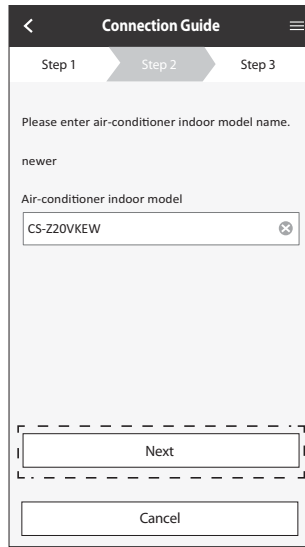 Connection Guide
Step 1 Step 2 Step 3
Please enter air-conditioner indoor model name.
newer
Air-conditioner indoor model
CS-Z20VKEW
Next
Cancel